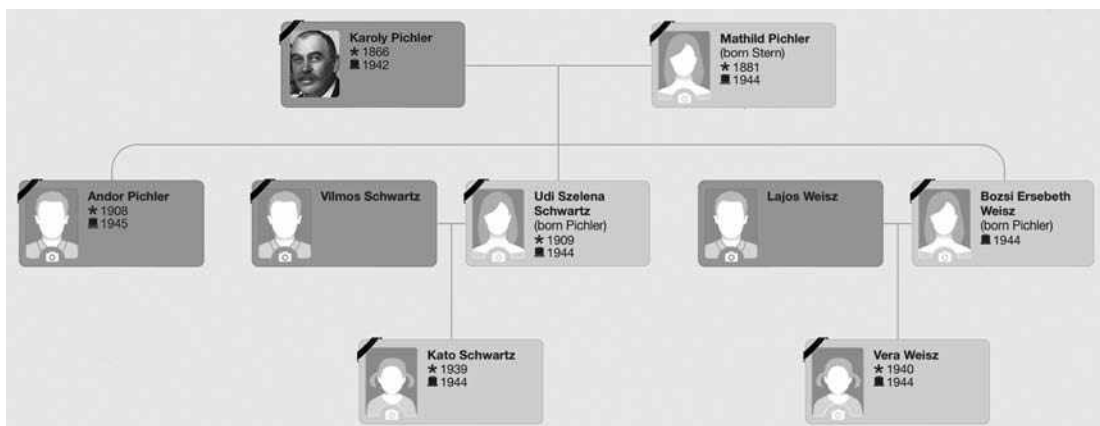 Karoly Pichler
★ 1866
1942
Mathild Pichler
(born Stern)
★ 1881
1944
Andor Pichler
★ 1908
1945
Vilmos Schwartz
Udi Szelena
Schwartz
(born Pichler)
★ 1909
1944
Lajos Weisz
Bozsi Ersebeth
Weisz
(born Pichler)
1944
Kato Schwartz
★ 1939
1944
Vera Weisz
★ 1940
1944